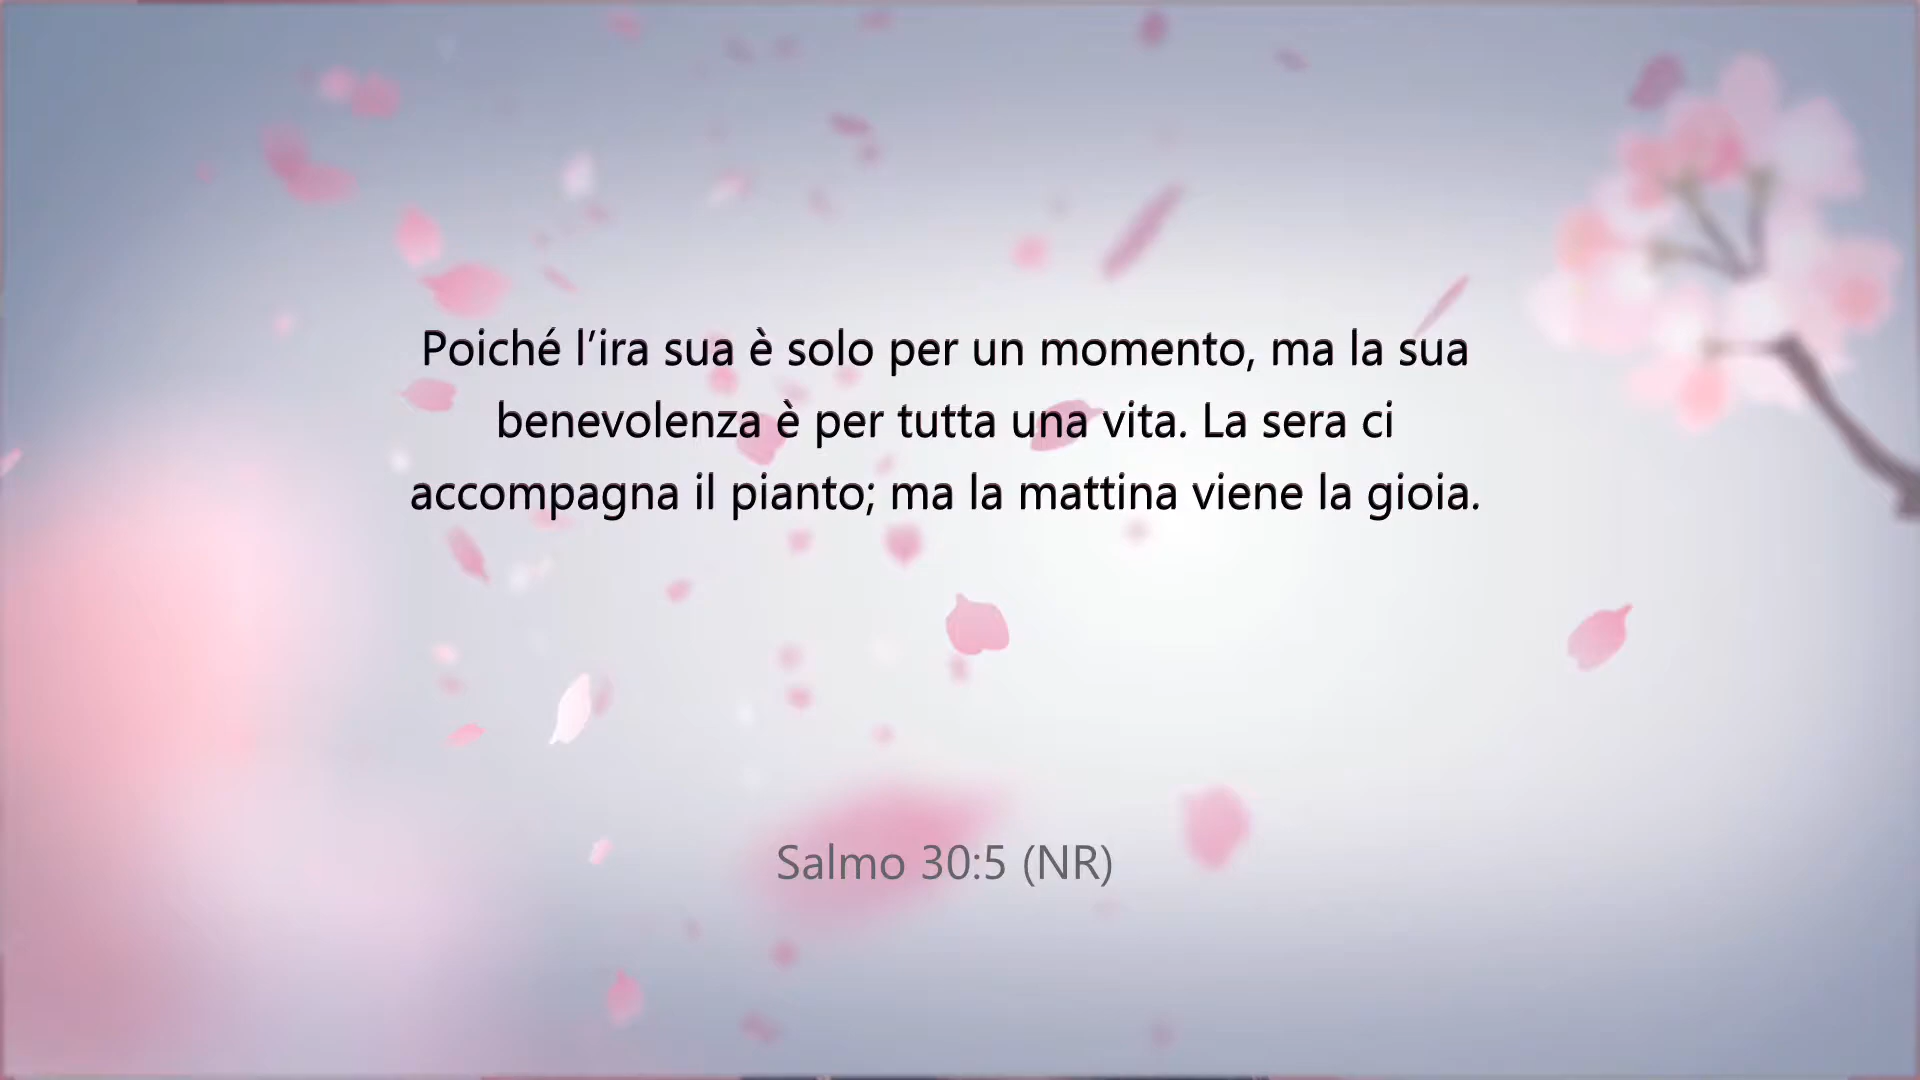 Poiché l’ira sua è solo per un momento, ma la sua
benevolenza è per tutta una vita. La sera ci
accompagna il pianto; ma la mattina viene la gioia.
Salmo 30:5 (NR)